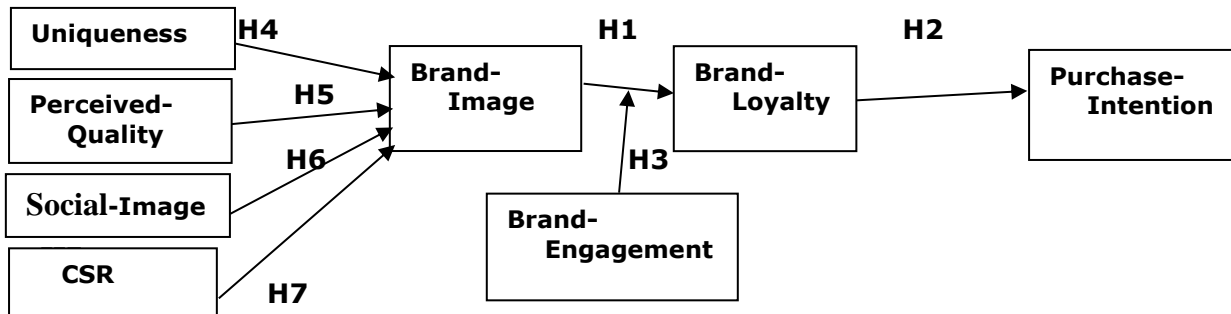 Uniqueness
H4
Perceived-
Quality
H5
Social-Image
H6
CSR
H7
Brand-
Image
H1
Brand-
Loyalty
H3
Brand-
Engagement
H2
Purchase-
Intention